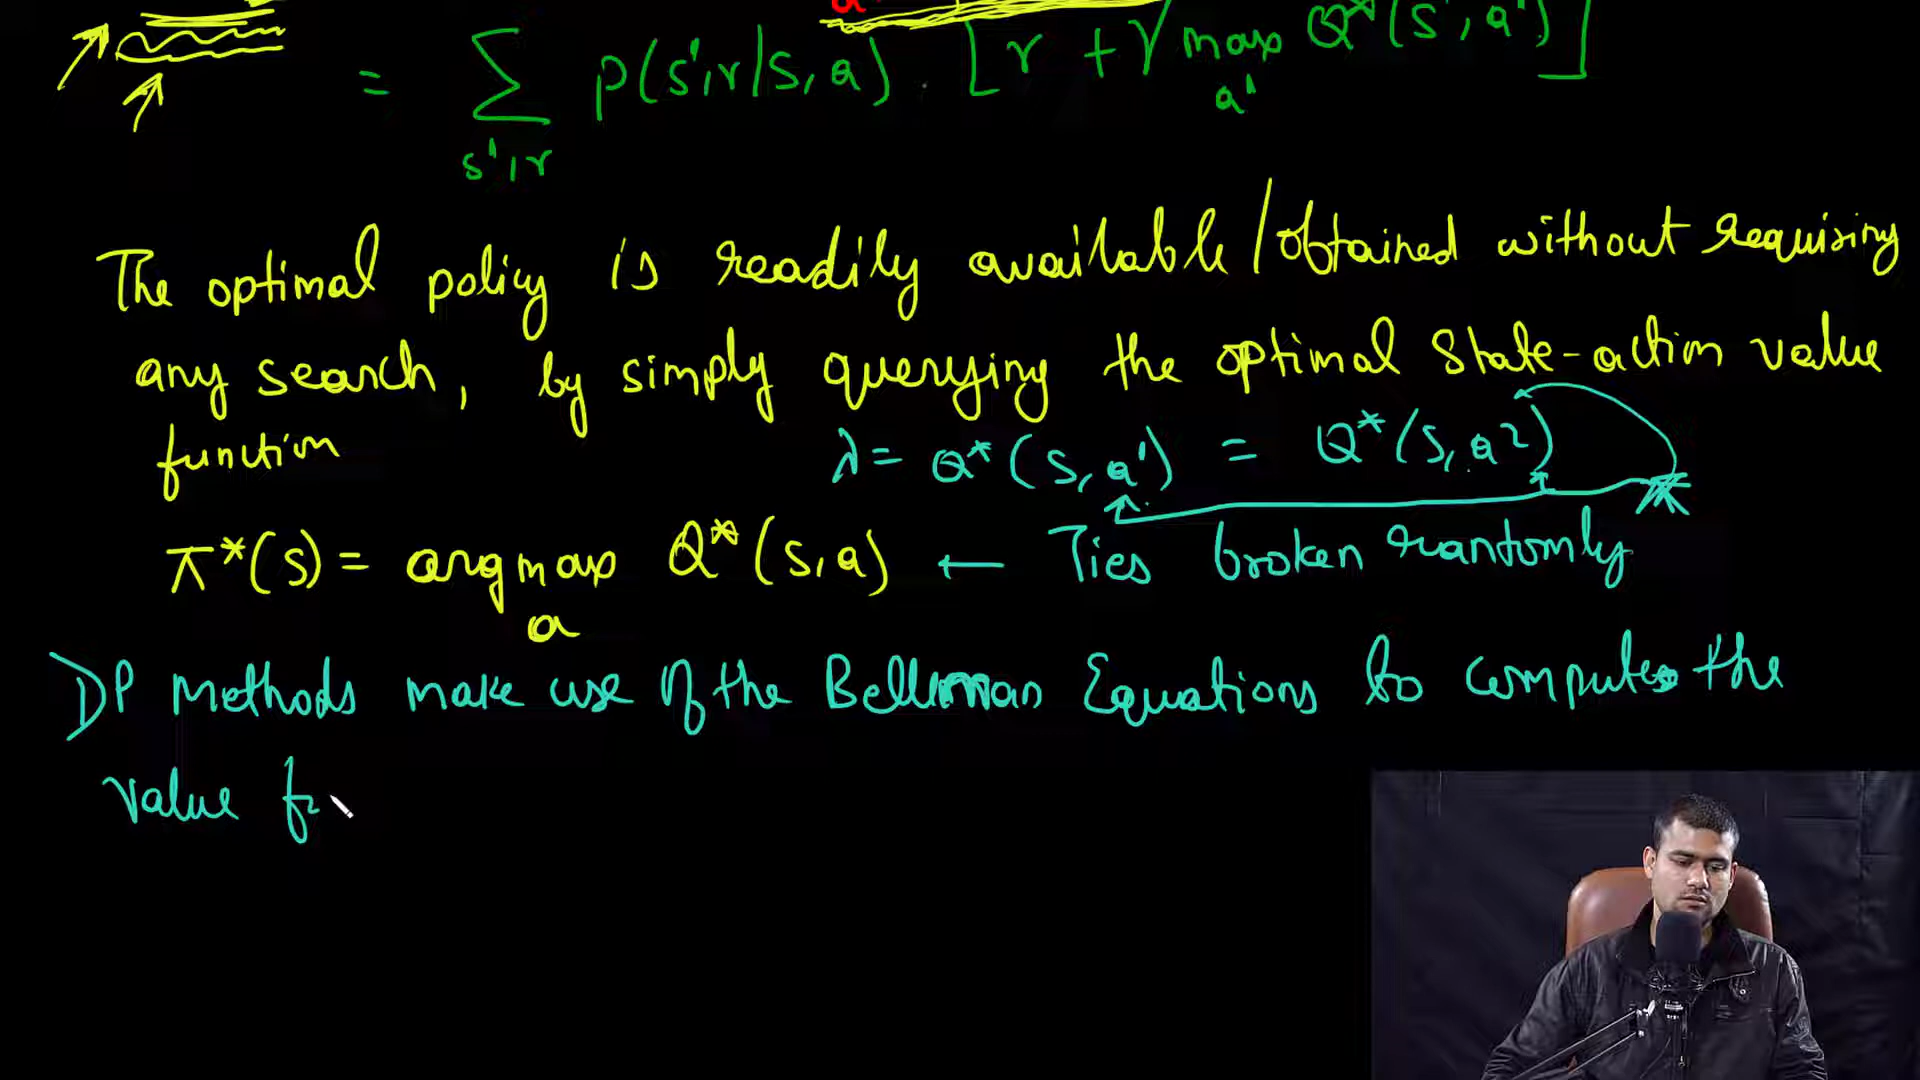 = Σ p(s',r|s,a) . [r + γ max Q*(s',a')]
s',r
a'
The optimal policy is readily available/obtained without requiring
any search, by simply querying the optimal State-action value
function
λ = Q*(s,a¹) = Q*(s,a²)
π*(s) = argmax Q*(s,a) ← Ties broken randomly
a
DP methods make use of the Bellman Equations to compute the
value f